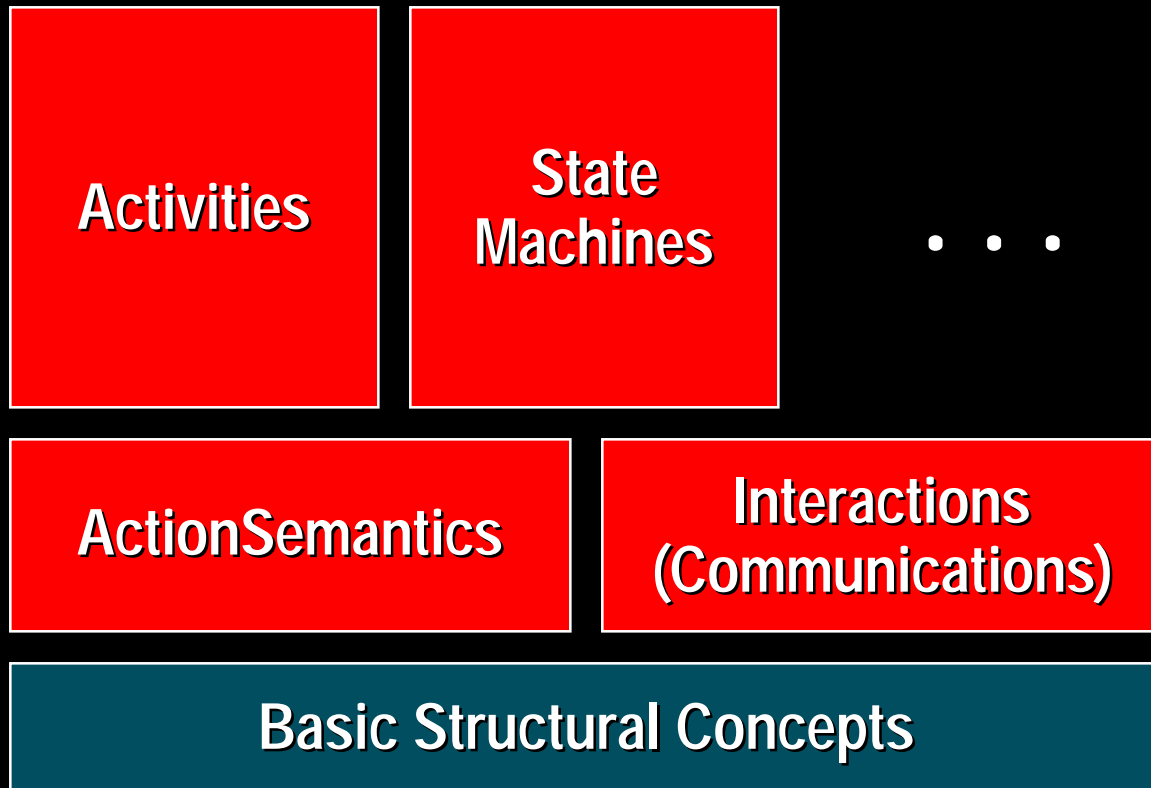 Activities
State
Machines
. . .
ActionSemantics
Interactions
(Communications)
Basic Structural Concepts